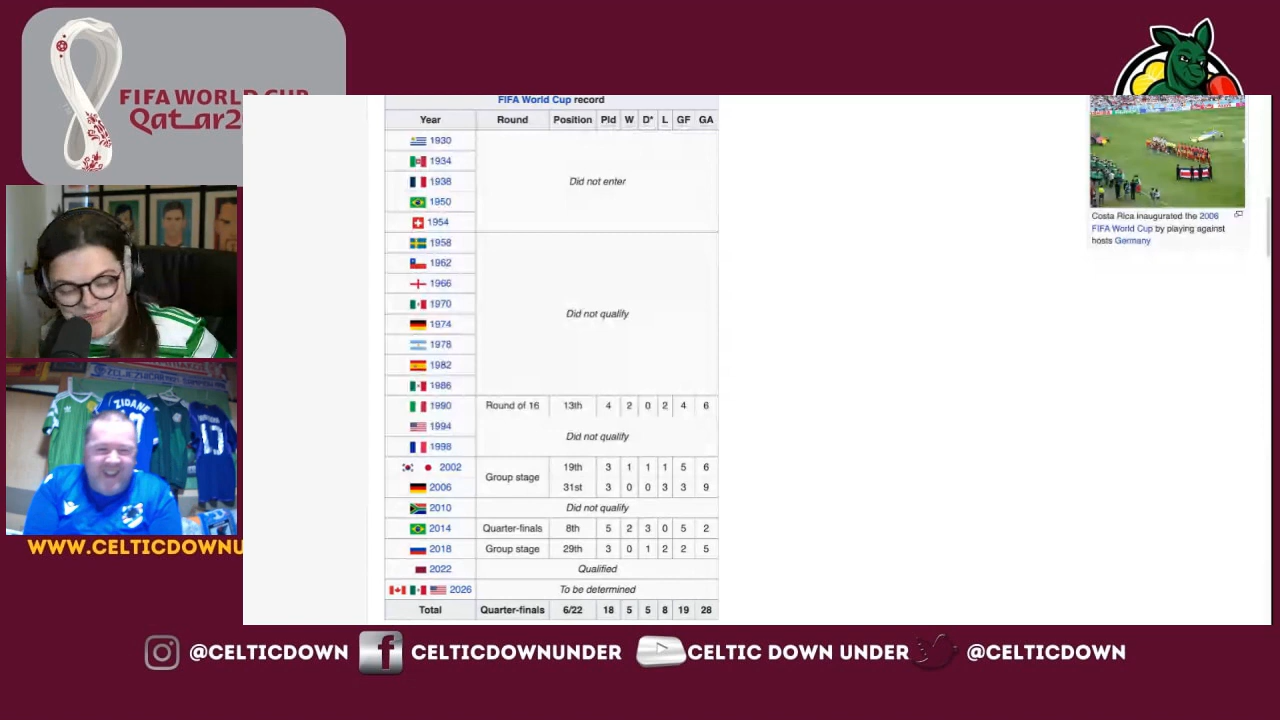 FIFA WORLD CUP
Qatar2
FIFA World Cup record
Year Round Position Pld W D* L GF GA
1930
1934
1938 Did not enter
1950
1954
1958
1962
1966
1970 Did not qualify
1974
1978
1982
1986
1990 Round of 16 13th 4 2 0 2 4 6
1994 Did not qualify
1998
2002 Group stage 19th 3 1 1 1 5 6
2006 31st 3 0 0 3 3 9
2010 Did not qualify
2014 Quarter-finals 8th 5 2 3 0 5 2
2018 Group stage 29th 3 0 1 2 2 5
2022 Qualified
2026 To be determined
Total Quarter-finals 6/22 18 5 5 8 19 28
Costa Rica inaugurated the 2006
FIFA World Cup by playing against
hosts Germany
ZIDANE
13
WWW.CELTICDOWNU
@CELTICDOWN CELTICDOWNUNDER CELTIC DOWN UNDER @CELTICDOWN